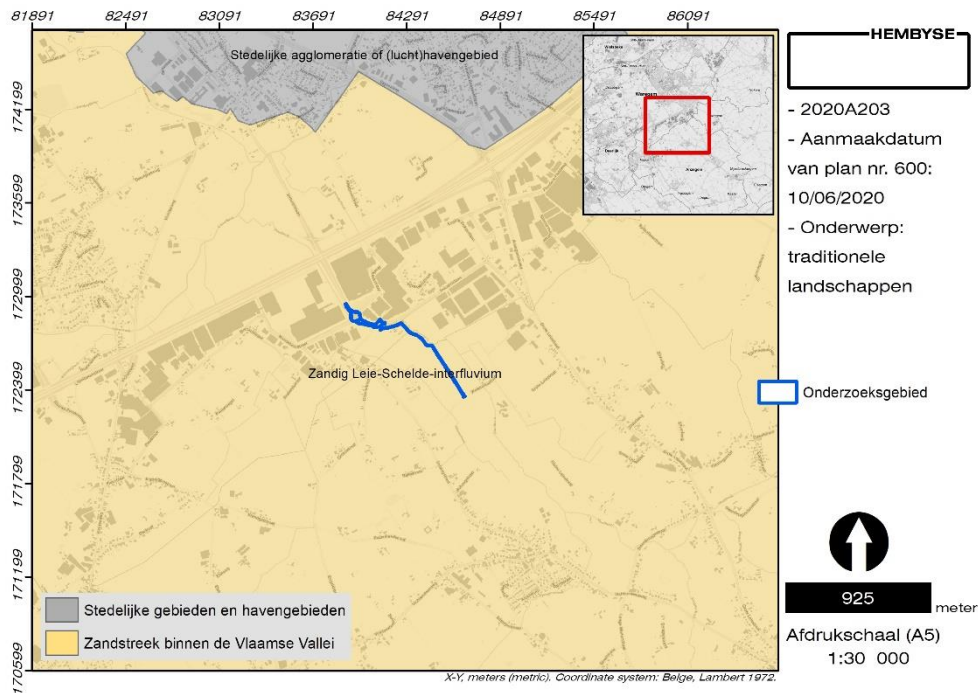 81891 82491 83091 83691 84291 84891 85491 86091
174199
173599
172999
172399
171799
171199
170599
Stedelijke agglomeratie of (lucht)havengebied
Zandig Leie-Schelde-interfluvium
Stedelijke gebieden en havengebieden
Zandstreek binnen de Vlaamse Vallei
X-Y, meters (metric). Coordinate system: Belge, Lambert 1972.
HEMBYSE
- 2020A203
- Aanmaakdatum
van plan nr. 600:
10/06/2020
- Onderwerp:
traditionele
landschappen
Onderzoeksgebied
925
meter
Afdrukschaal (A5)
1:30 000